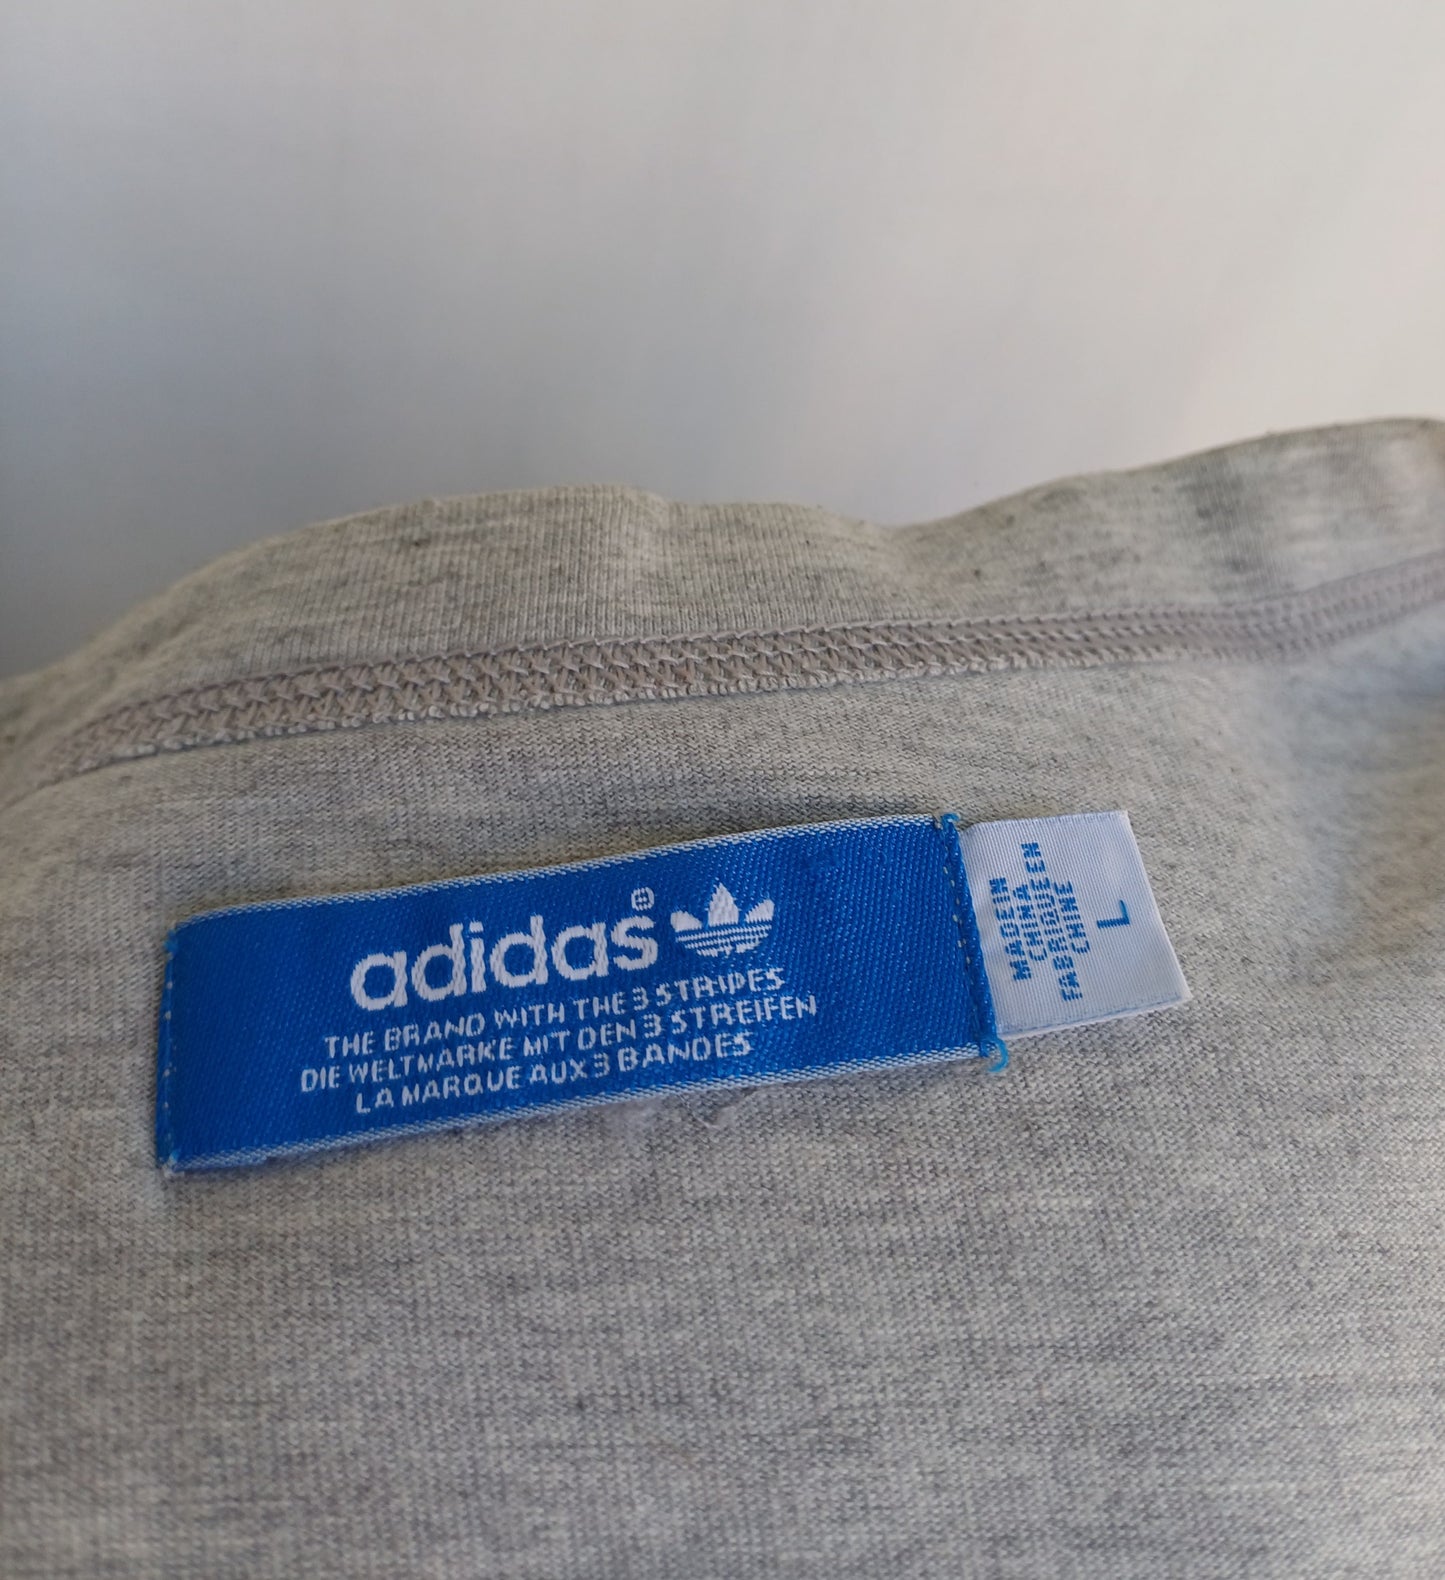 adidas®
THE BRAND WITH THE 3 STRIPES
DIE WELTMARKE MIT DEN 3 STREIFEN
LA MARQUE AUX 3 BANDES
MADE IN
CHINA
FABRIQUE EN
CHINE
L